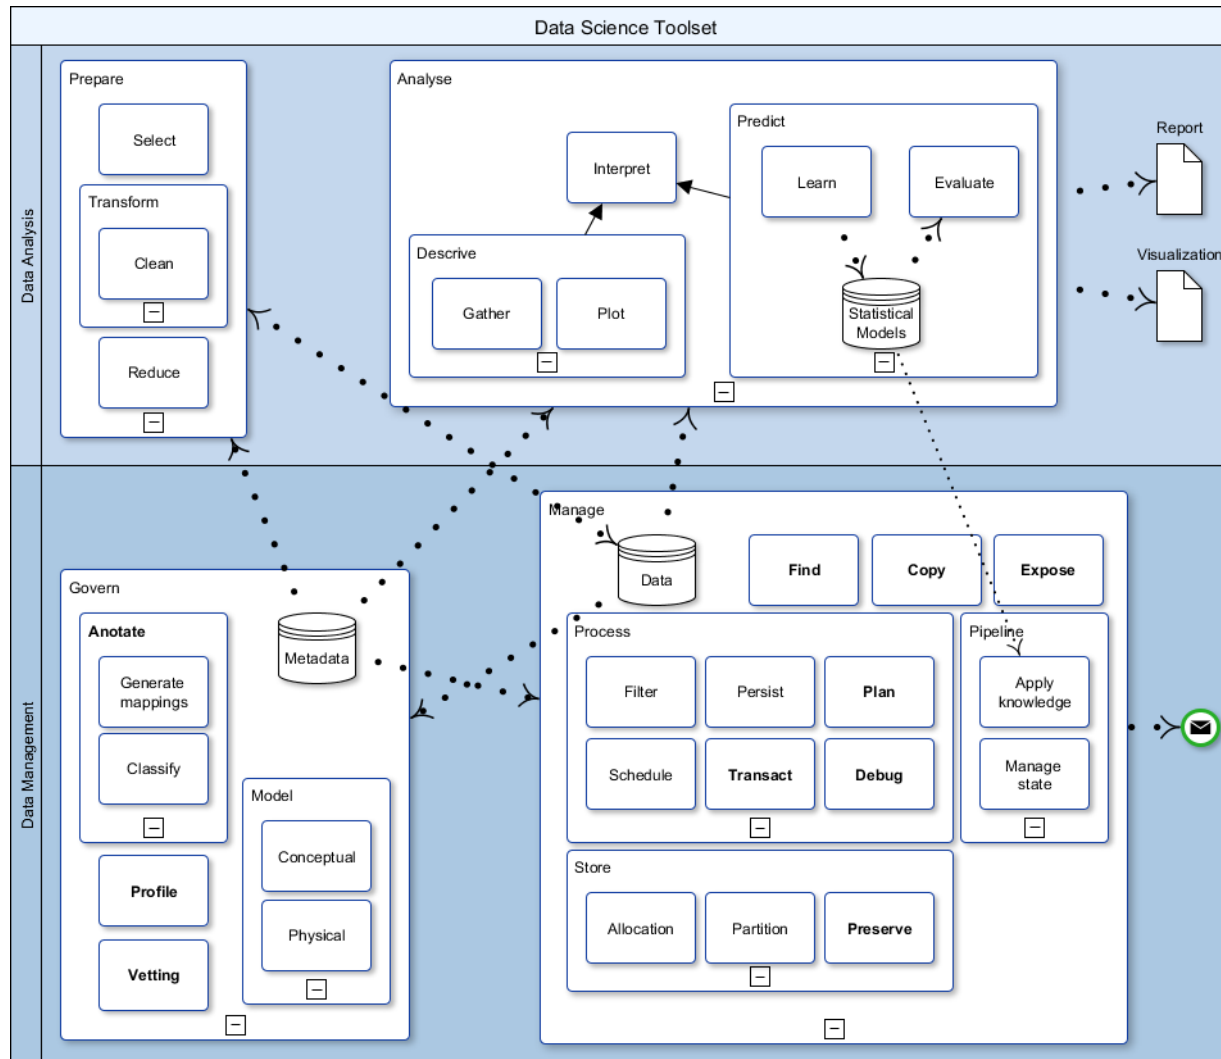 Data Science Toolset
Data Analysis
Prepare
Select
Transform
Clean
Reduce
Analyse
Interpret
Descrive
Gather
Plot
Predict
Learn
Evaluate
Statistical
Models
Report
Visualization
Data Management
Govern
Anotate
Generate
mappings
Classify
Profile
Vetting
Metadata
Model
Conceptual
Physical
Manage
Data
Find
Copy
Expose
Process
Filter
Persist
Plan
Schedule
Transact
Debug
Pipeline
Apply
knowledge
Manage
state
Store
Allocation
Partition
Preserve